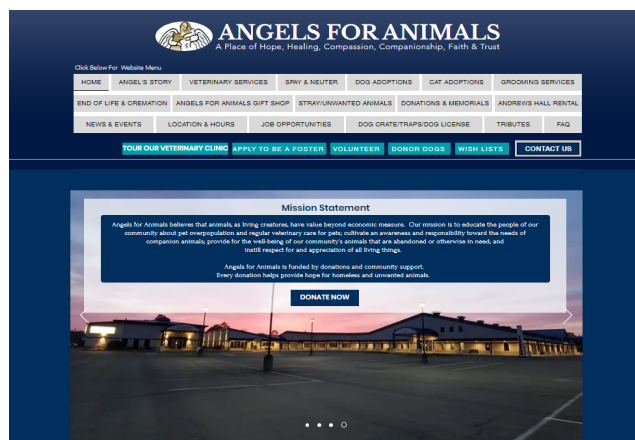 ANGELS FOR ANIMALS
A Place of Hope, Healing, Compassion, Companionship, Faith & Trust
Click Below For Website Menu
HOME ANGEL'S STORY VETERINARY SERVICES SPAY & NEUTER DOG ADOPTIONS CAT ADOPTIONS GROOMING SERVICES
END OF LIFE & CREMATION ANGELS FOR ANIMALS GIFT SHOP STRAY/UNWANTED ANIMALS DONATIONS & MEMORIALS ANDREWS HALL RENTAL
NEWS & EVENTS LOCATION & HOURS JOB OPPORTUNITIES DOG CRATE/TRAPS/DOG LICENSE TRIBUTES FAQ
TOUR OUR VETERINARY CLINIC APPLY TO BE A FOSTER VOLUNTEER DONOR DOGS WISH LISTS CONTACT US
Mission Statement
Angels for Animals believes that animals, as living creatures, have value beyond economic measure. Our mission is to educate the people of our
community about pet overpopulation and regular veterinary care for pets; cultivate an awareness and responsibility toward the needs of
companion animals; provide for the well-being of our community's animals that are abandoned or otherwise in need; and
instill respect for and appreciation of all living things.
Angels for Animals is funded by donations and community support.
Every donation helps provide hope for homeless and unwanted animals.
DONATE NOW